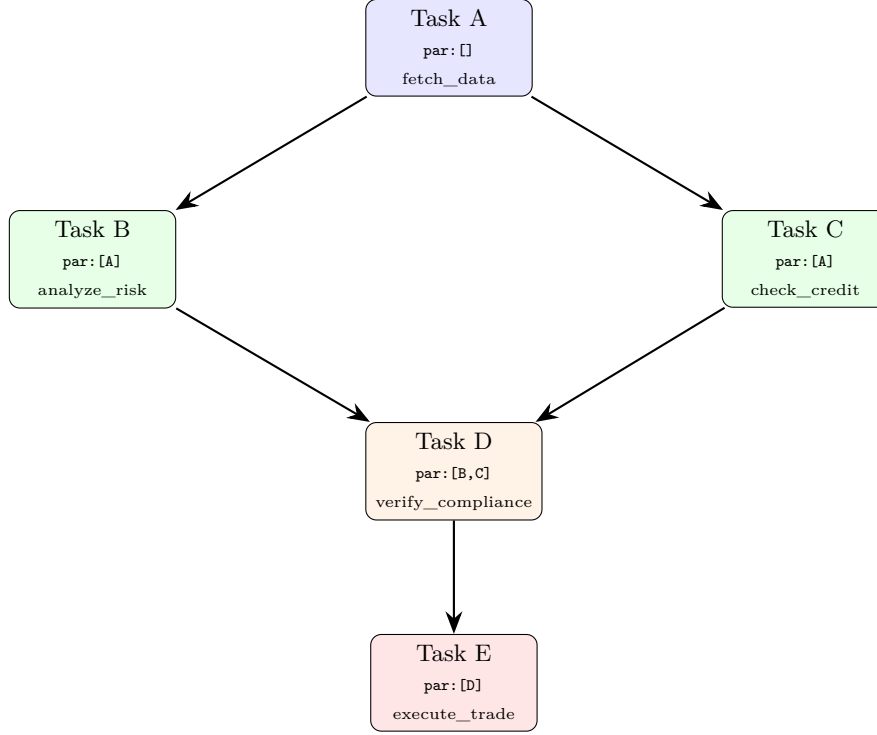 Task A
par:[]
fetch_data
Task B
par:[A]
analyze_risk
Task C
par:[A]
check_credit
Task D
par:[B,C]
verify_compliance
Task E
par:[D]
execute_trade